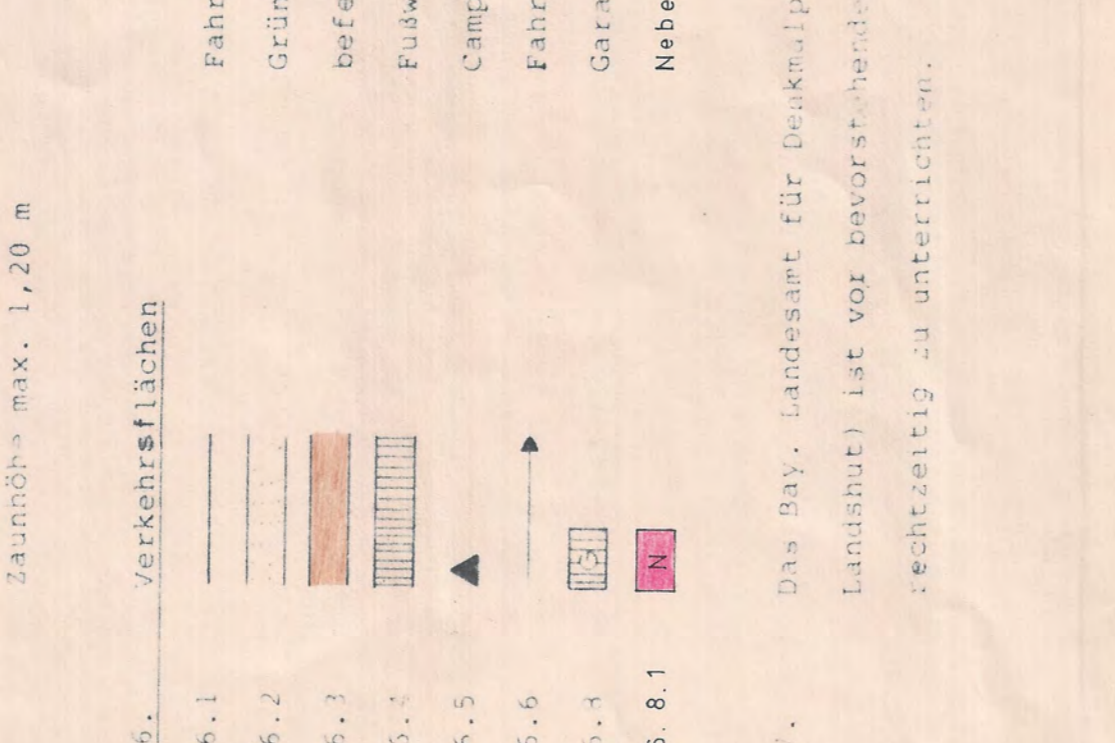 Zaunhöhe max. 1,20 m
6. Verkehrsflächen
6.1 Fahr
6.2 Grün
6.3 befe
6.4 Fußw
6.5 Camp
6.6 Fahr
6.8 G Gara
6. 8.1 N Nebe
7. Das Bay. Landesamt für Denkmalp
Landshut) ist vor bevorstehende
rechtzeitig zu unterrichten.